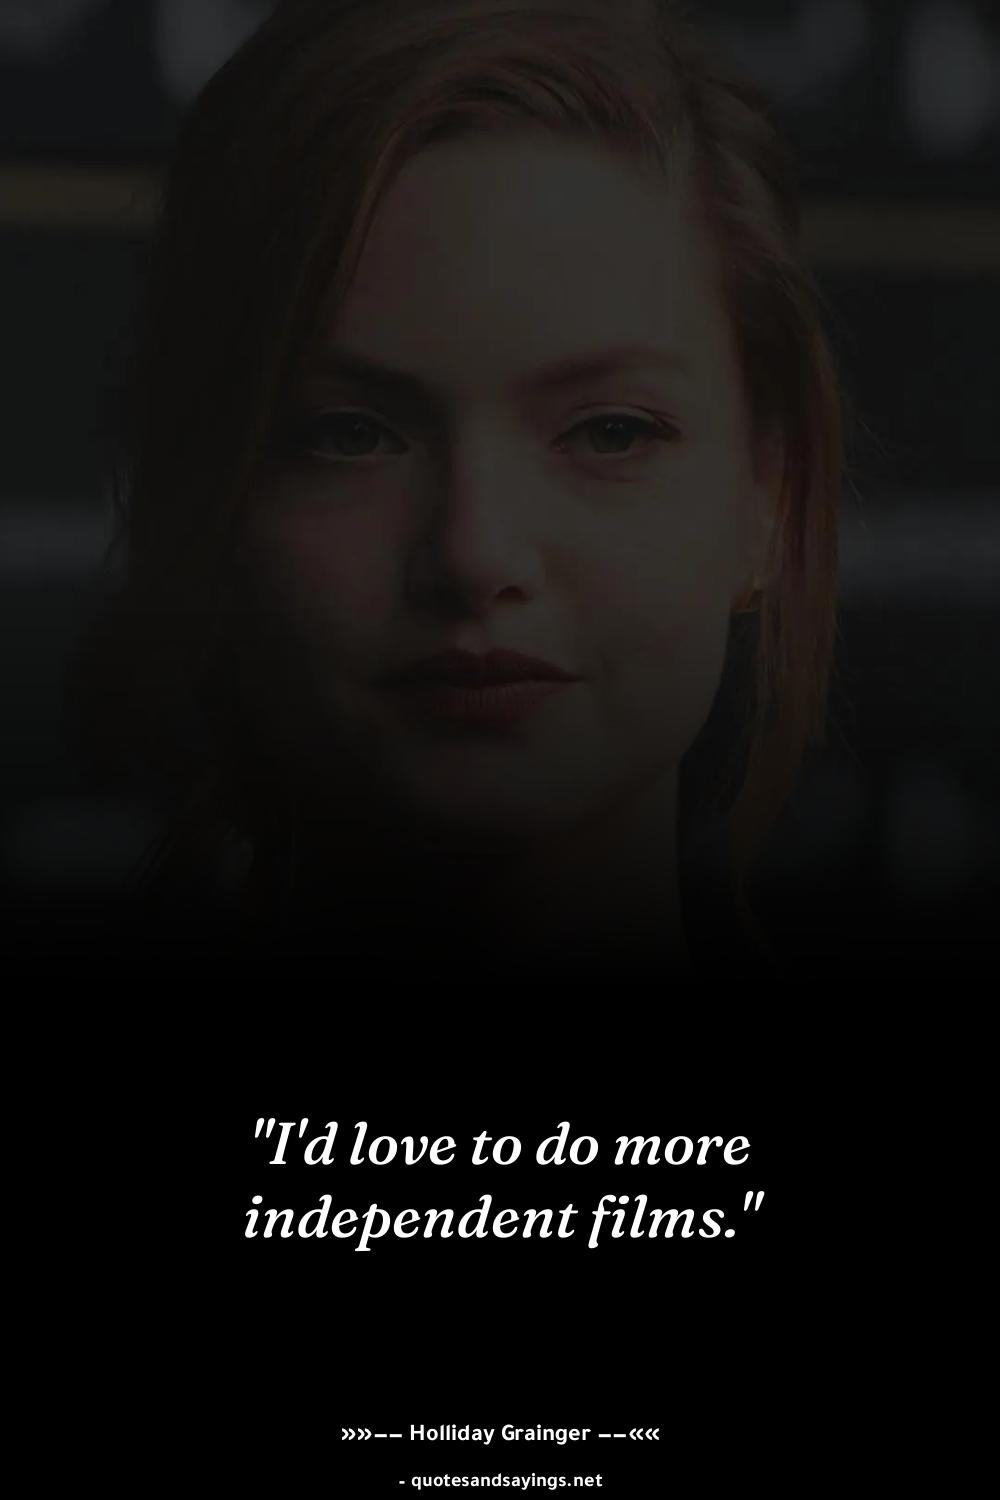 "I'd love to do more
independent films."
»»−− Holliday Grainger −−««
- quotesandsayings.net